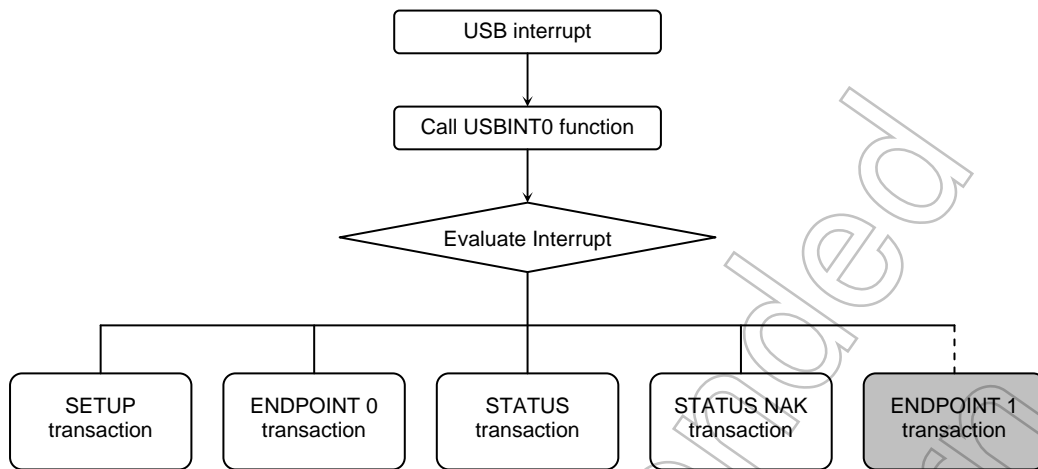 USB interrupt
Call USBINT0 function
Evaluate Interrupt
SETUP
transaction
ENDPOINT 0
transaction
STATUS
transaction
STATUS NAK
transaction
ENDPOINT 1
transaction